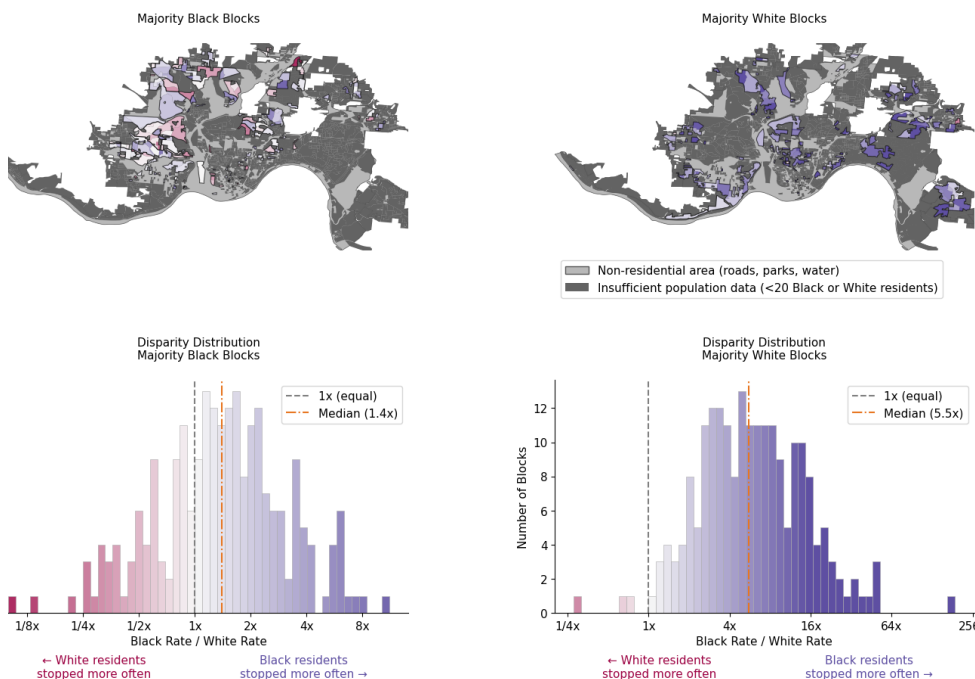 Majority Black Blocks
Majority White Blocks
Non-residential area (roads, parks, water)
Insufficient population data (<20 Black or White residents)
Disparity Distribution
Majority Black Blocks
1x (equal)
Median (1.4x)
1/8x 1/4x 1/2x 1x 2x 4x 8x
Black Rate / White Rate
← White residents
stopped more often
Black residents
stopped more often →
Disparity Distribution
Majority White Blocks
1x (equal)
Median (5.5x)
Number of Blocks
12
10
8
6
4
2
0
1/4x 1x 4x 16x 64x
Black Rate / White Rate
← White residents
stopped more often
Black residents
stopped more often →